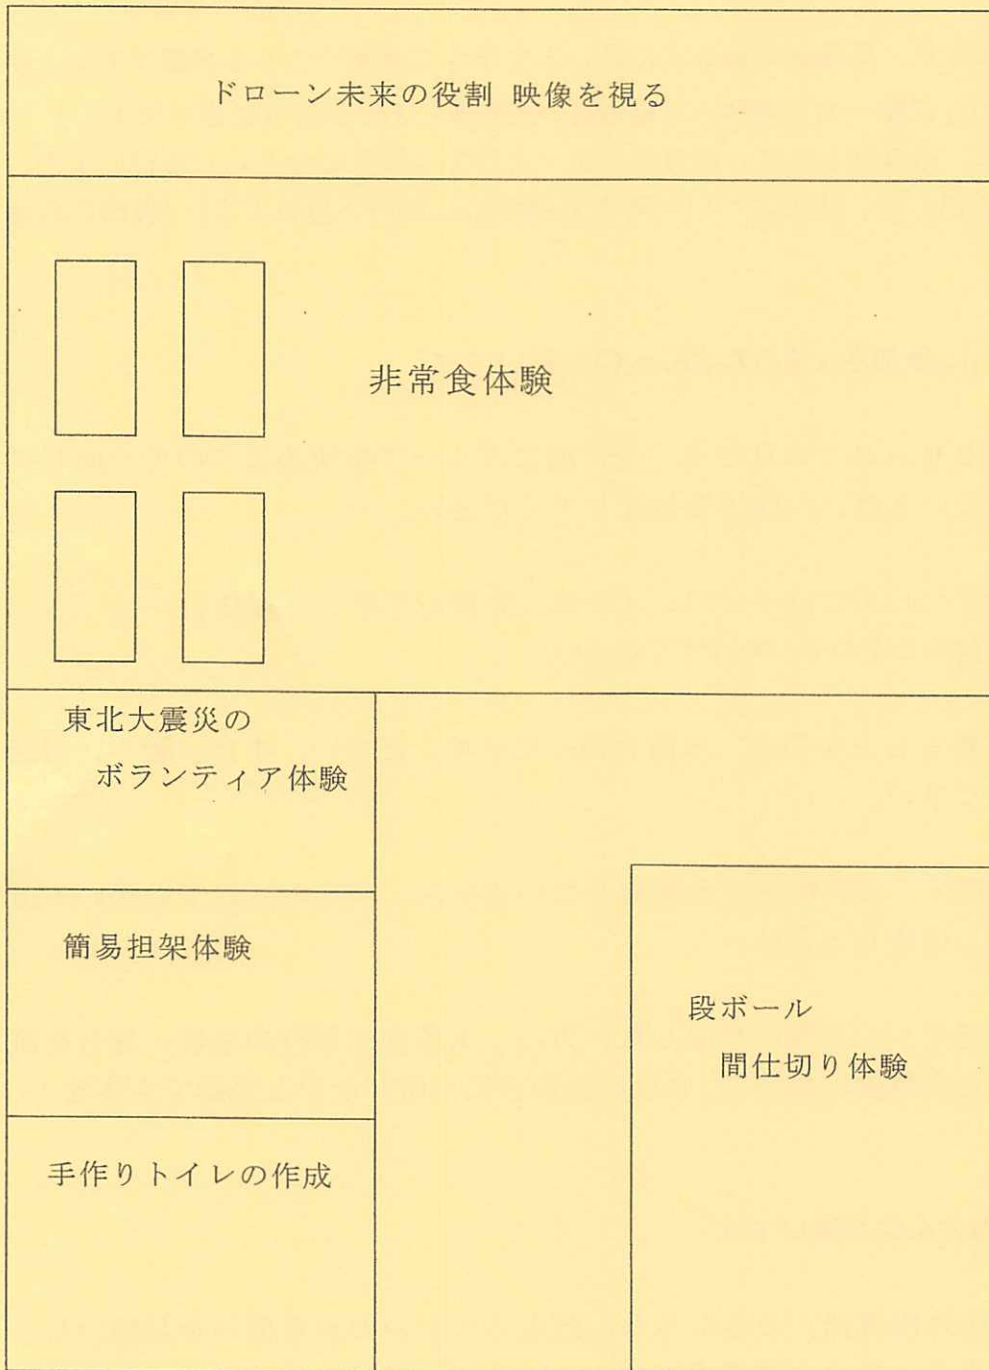 ドローン未来の役割 映像を視る
非常食体験
東北大震災の
ボランティア体験
簡易担架体験
段ボール
間仕切り体験
手作りトイレの作成